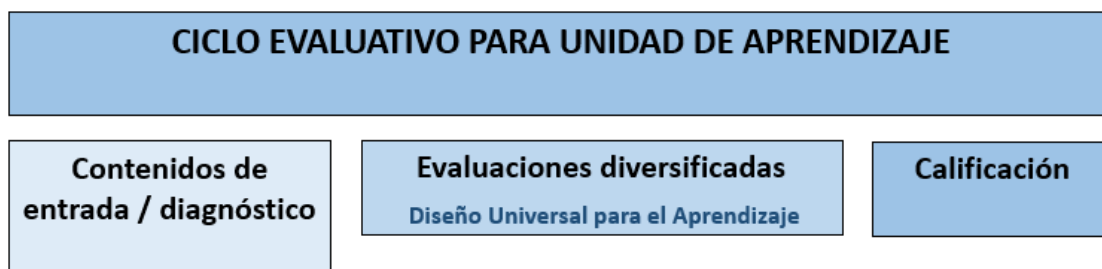 CICLO EVALUATIVO PARA UNIDAD DE APRENDIZAJE
Contenidos de
entrada / diagnóstico
Evaluaciones diversificadas
Diseño Universal para el Aprendizaje
Calificación